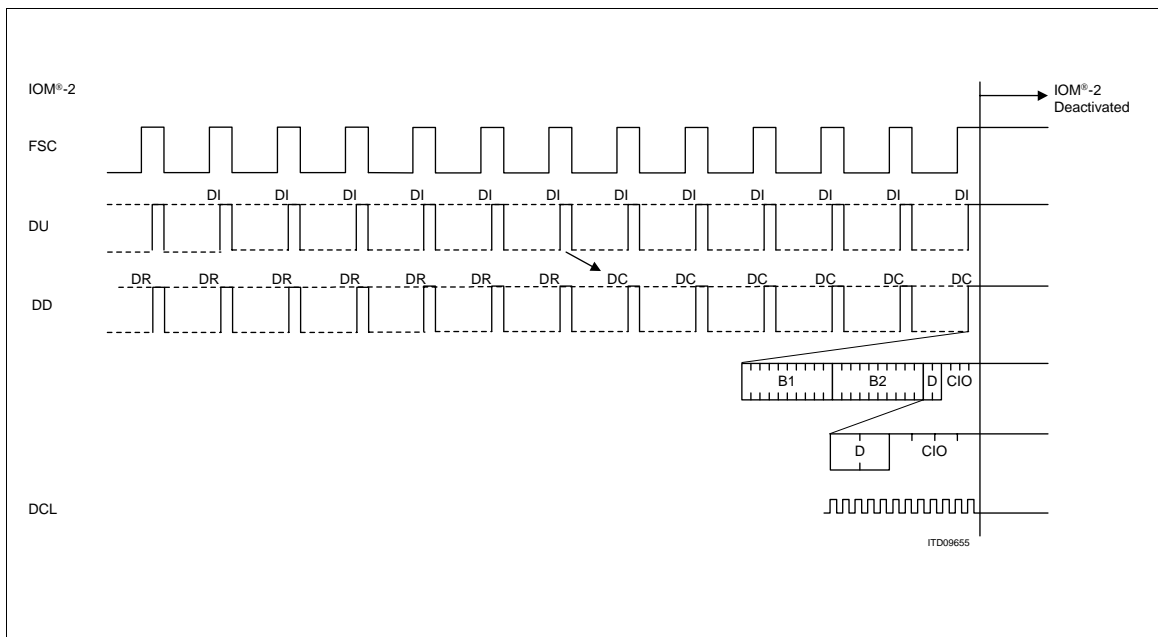 IOM®-2
IOM®-2
Deactivated
FSC
DI DI DI DI DI DI DI DI DI DI DI DI
DU
DR DR DR DR DR DR DR DC DC DC DC DC DC
DD
B1 B2 D CIO
D CIO
DCL
ITD09655